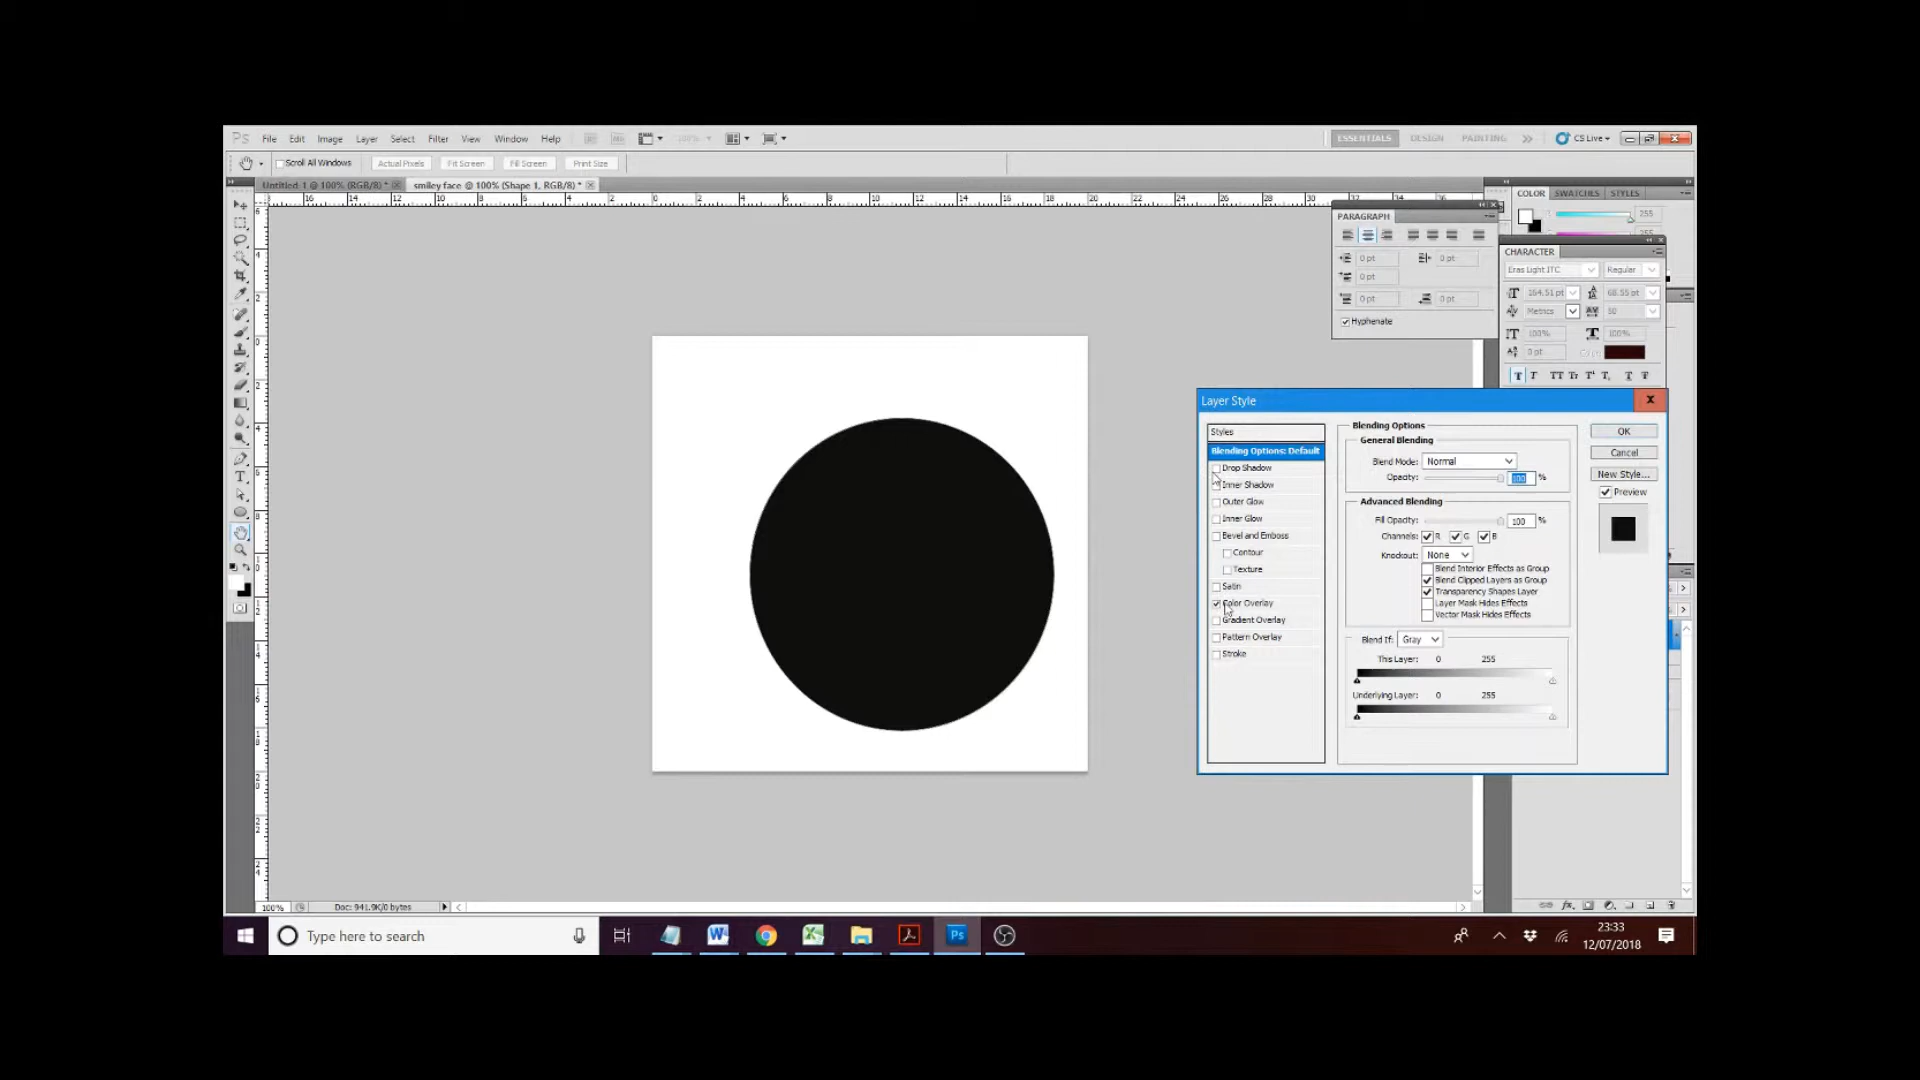 Ps File Edit Image Layer Select Filter View Window Help
ESSENTIALS DESIGN PAINTING CS Live
Scroll All Windows Actual Pixels Fit Screen Fill Screen Print Size
Untitled-1 @ 100% (RGB/8) * smiley face @ 100% (Shape 1, RGB/8) *
COLOR SWATCHES STYLES
255
PARAGRAPH
0 pt 0 pt
0 pt
0 pt 0 pt
Hyphenate
CHARACTER
Eras Light ITC Regular
164.51 pt 68.55 pt
Metrics 50
100% 100%
0 pt Color:
Layer Style
Styles
Blending Options: Default
Drop Shadow
Inner Shadow
Outer Glow
Inner Glow
Bevel and Emboss
Contour
Texture
Satin
Color Overlay
Gradient Overlay
Pattern Overlay
Stroke
Blending Options
General Blending
Blend Mode: Normal
Opacity: 100 %
Advanced Blending
Fill Opacity: 100 %
Channels: R G B
Knockout: None
Blend Interior Effects as Group
Blend Clipped Layers as Group
Transparency Shapes Layer
Layer Mask Hides Effects
Vector Mask Hides Effects
Blend If: Gray
This Layer: 0 255
Underlying Layer: 0 255
OK
Cancel
New Style...
Preview
100% Doc: 941.9K/0 bytes
Type here to search
Ps
23:33
12/07/2018